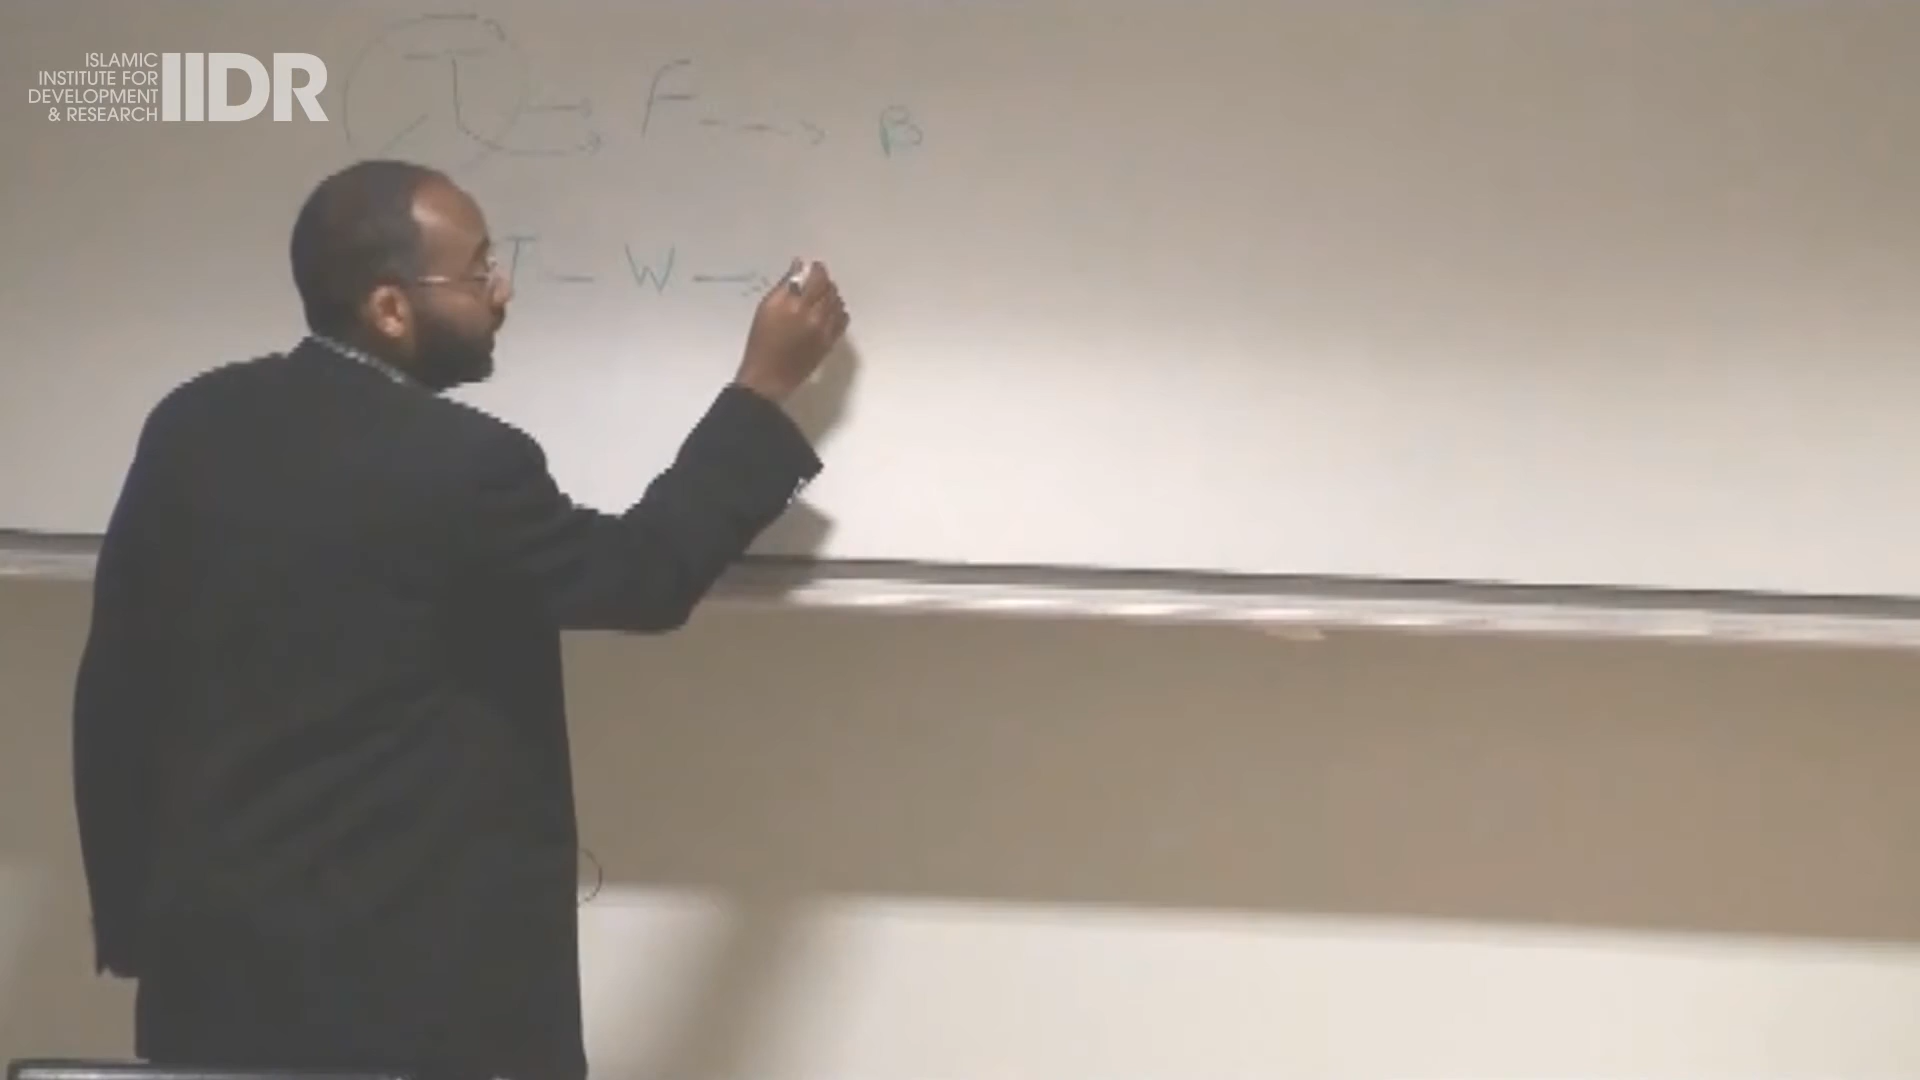 ISLAMIC
INSTITUTE FOR
DEVELOPMENT
& RESEARCH
IIDR
T → F --→ B
T — W →